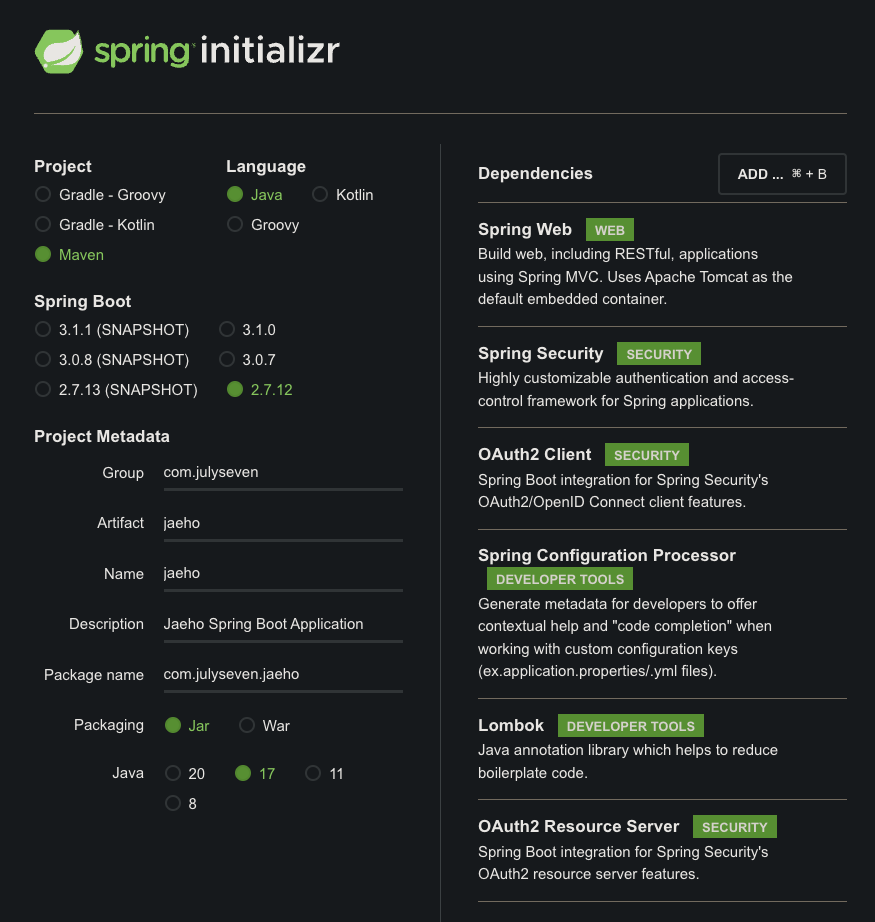 spring initializr
Project
Gradle - Groovy
Gradle - Kotlin
Maven
Language
Java Kotlin
Groovy
Spring Boot
3.1.1 (SNAPSHOT) 3.1.0
3.0.8 (SNAPSHOT) 3.0.7
2.7.13 (SNAPSHOT) 2.7.12
Project Metadata
Group com.julyseven
Artifact jaeho
Name jaeho
Description Jaeho Spring Boot Application
Package name com.julyseven.jaeho
Packaging Jar War
Java 20 17 11
8
Dependencies ADD ... ⌘ + B
Spring Web WEB
Build web, including RESTful, applications
using Spring MVC. Uses Apache Tomcat as the
default embedded container.
Spring Security SECURITY
Highly customizable authentication and access-
control framework for Spring applications.
OAuth2 Client SECURITY
Spring Boot integration for Spring Security's
OAuth2/OpenID Connect client features.
Spring Configuration Processor
DEVELOPER TOOLS
Generate metadata for developers to offer
contextual help and "code completion" when
working with custom configuration keys
(ex.application.properties/.yml files).
Lombok DEVELOPER TOOLS
Java annotation library which helps to reduce
boilerplate code.
OAuth2 Resource Server SECURITY
Spring Boot integration for Spring Security's
OAuth2 resource server features.